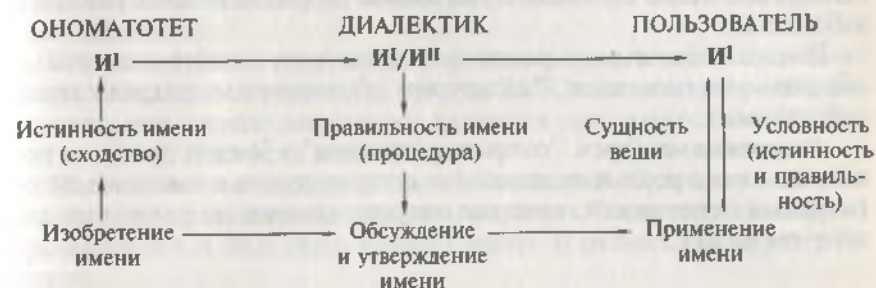 ОНОМАТОТЕТ ДИАЛЕКТИК ПОЛЬЗОВАТЕЛЬ
Иᴵ Иᴵ/Иᴵᴵ Иᴵ
Истинность имени Правильность имени Сущность Условность
(сходство) (процедура) вещи (истинность
и правиль-
ность)
Изобретение Обсуждение Применение
имени и утверждение имени
имени